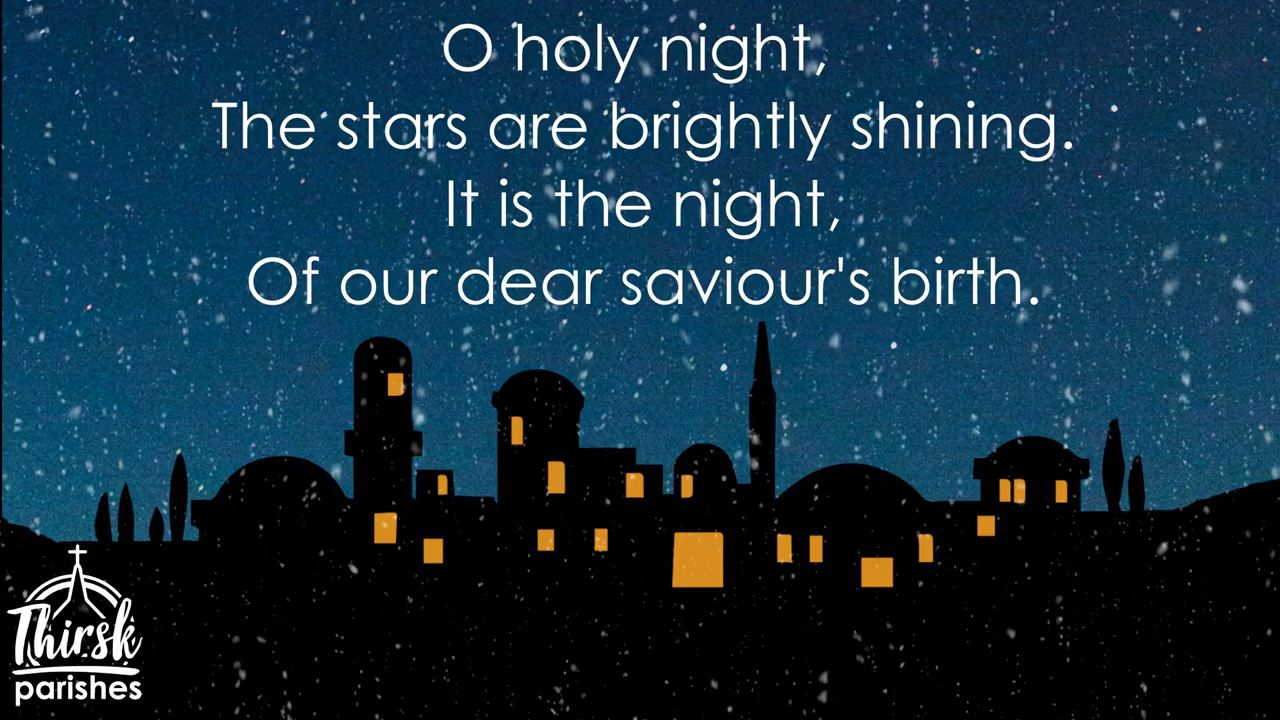 O holy night,
The stars are brightly shining.
It is the night,
Of our dear saviour's birth.
Thirsk
parishes